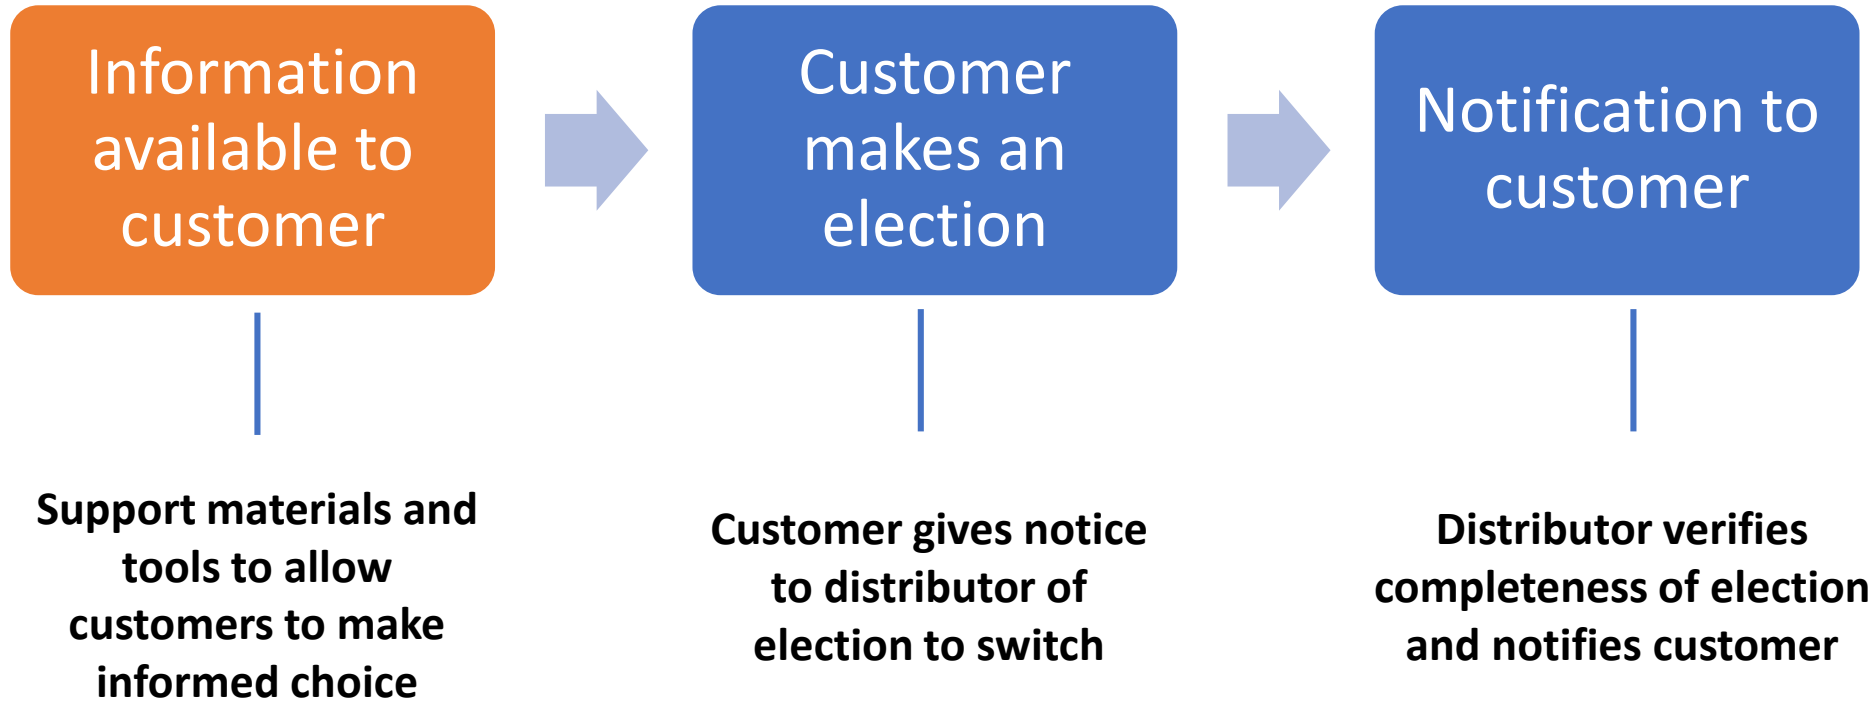 Information
available to
customer
Customer
makes an
election
Notification to
customer
Support materials and
tools to allow
customers to make
informed choice
Customer gives notice
to distributor of
election to switch
Distributor verifies
completeness of election
and notifies customer